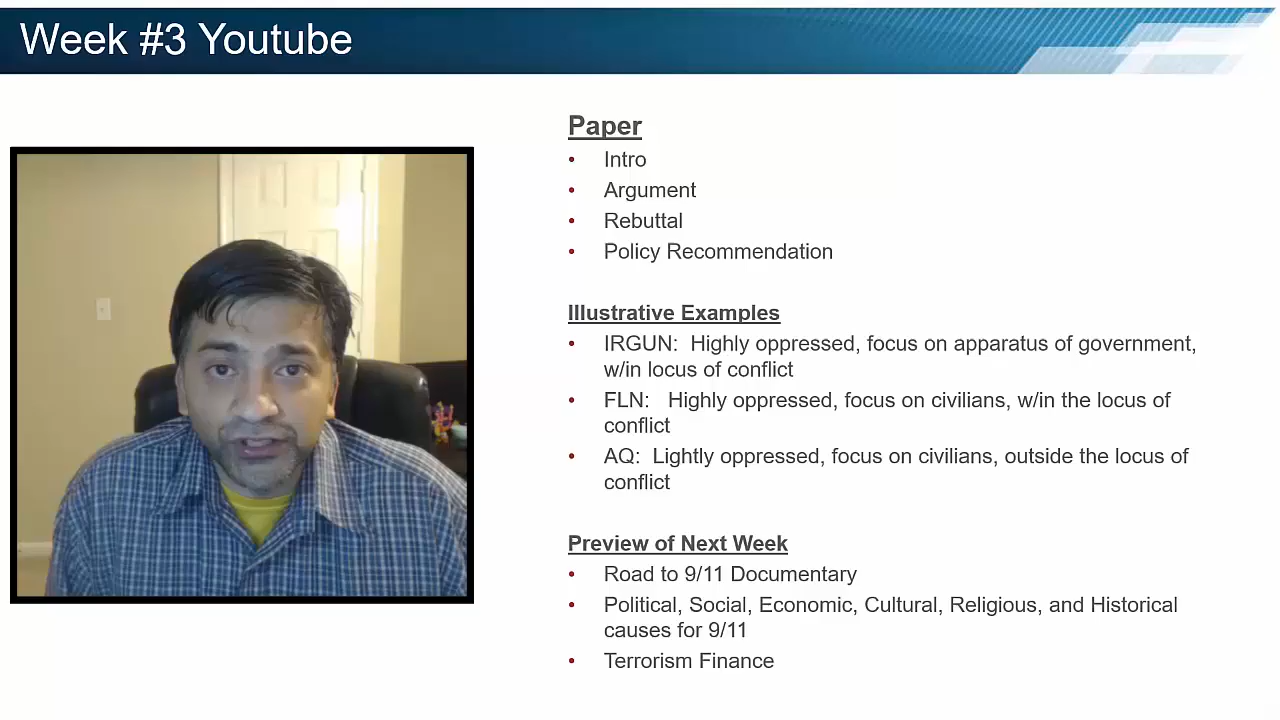 Week #3 Youtube
Paper
• Intro
• Argument
• Rebuttal
• Policy Recommendation
Illustrative Examples
• IRGUN:  Highly oppressed, focus on apparatus of government,
w/in locus of conflict
• FLN:   Highly oppressed, focus on civilians, w/in the locus of
conflict
• AQ:  Lightly oppressed, focus on civilians, outside the locus of
conflict
Preview of Next Week
• Road to 9/11 Documentary
• Political, Social, Economic, Cultural, Religious, and Historical
causes for 9/11
• Terrorism Finance